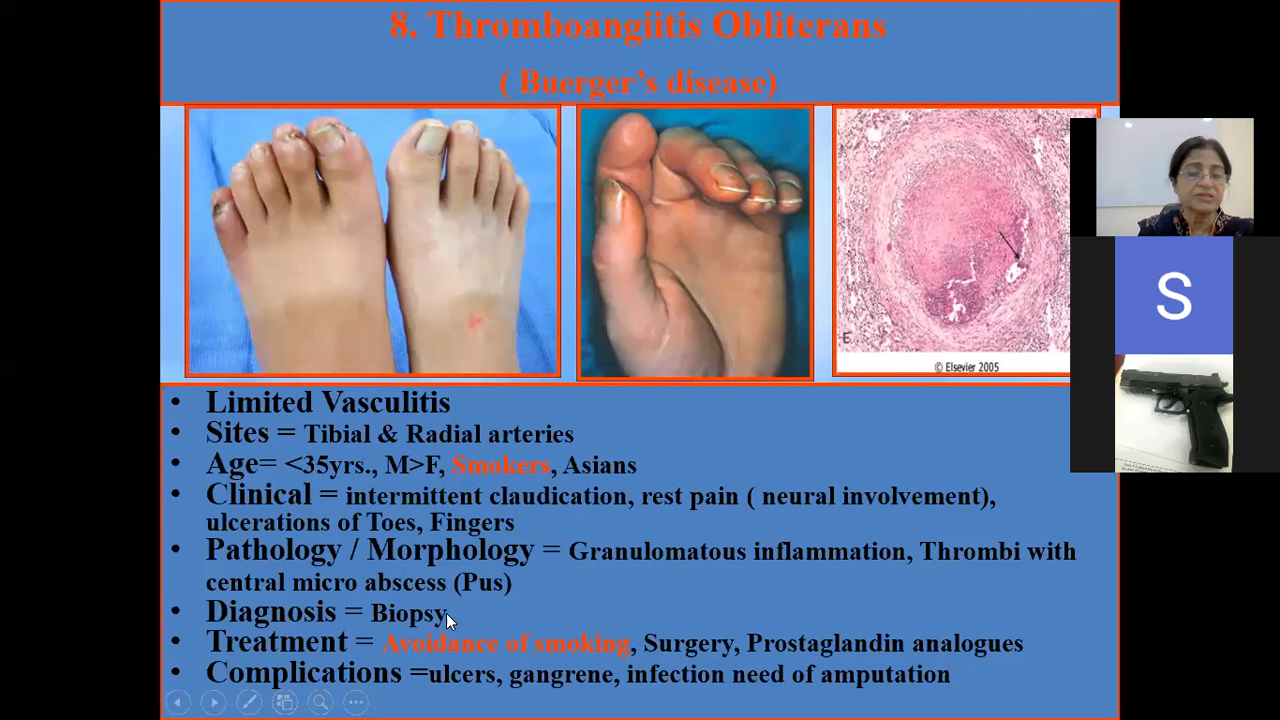 8. Thromboangiitis Obliterans
( Buerger’s disease)
E
© Elsevier 2005
S
• Limited Vasculitis
• Sites = Tibial & Radial arteries
• Age= <35yrs., M>F, Smokers, Asians
• Clinical = intermittent claudication, rest pain ( neural involvement),
ulcerations of Toes, Fingers
• Pathology / Morphology = Granulomatous inflammation, Thrombi with
central micro abscess (Pus)
• Diagnosis = Biopsy
• Treatment = Avoidance of smoking, Surgery, Prostaglandin analogues
• Complications =ulcers, gangrene, infection need of amputation